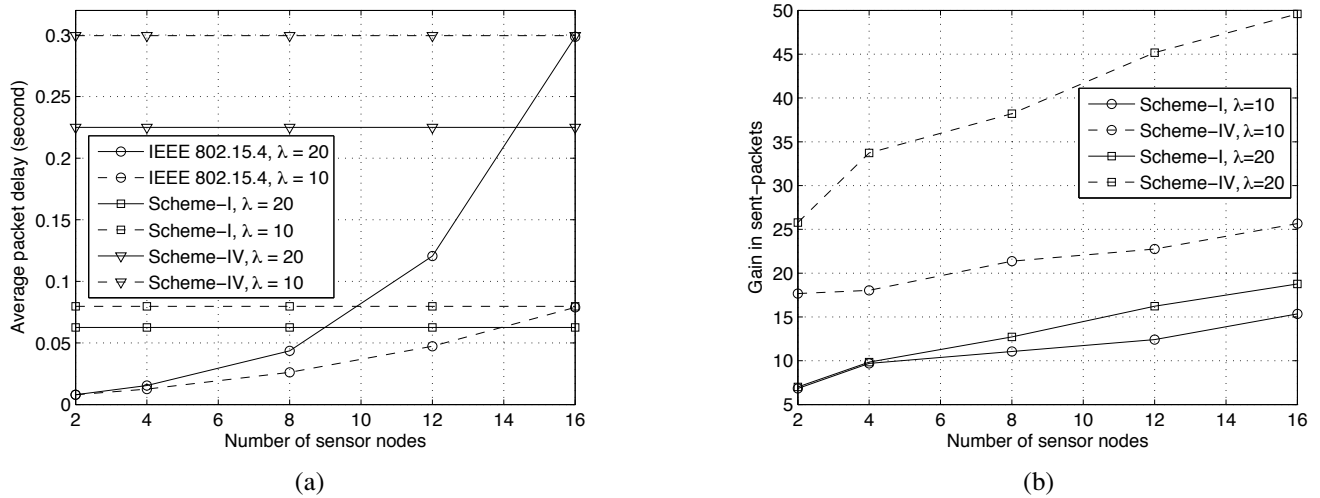 0.3
0.25
0.2
0.15
0.1
0.05
0
Average packet delay (second)
IEEE 802.15.4, λ = 20
IEEE 802.15.4, λ = 10
Scheme−I, λ = 20
Scheme−I, λ = 10
Scheme−IV, λ = 20
Scheme−IV, λ = 10
2 4 6 8 10 12 14 16
Number of sensor nodes
(a)
50
45
40
35
30
25
20
15
10
5
Gain in sent−packets
Scheme−I, λ=10
Scheme−IV, λ=10
Scheme−I, λ=20
Scheme−IV, λ=20
2 4 6 8 10 12 14 16
Number of sensor nodes
(b)